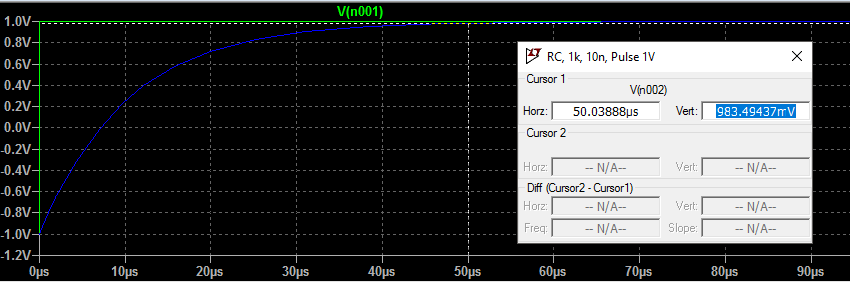 V(n001)
1.0V
0.8V
0.6V
0.4V
0.2V
0.0V
-0.2V
-0.4V
-0.6V
-0.8V
-1.0V
-1.2V
0µs 10µs 20µs 30µs 40µs 50µs 60µs 70µs 80µs 90µs
RC, 1k, 10n, Pulse 1V
Cursor 1
V(n002)
Horz: 50.03888µs Vert: 983.49437mV
Cursor 2
Horz: -- N/A-- Vert: -- N/A--
Diff (Cursor2 - Cursor1)
Horz: -- N/A-- Vert: -- N/A--
Freq: -- N/A-- Slope: -- N/A--